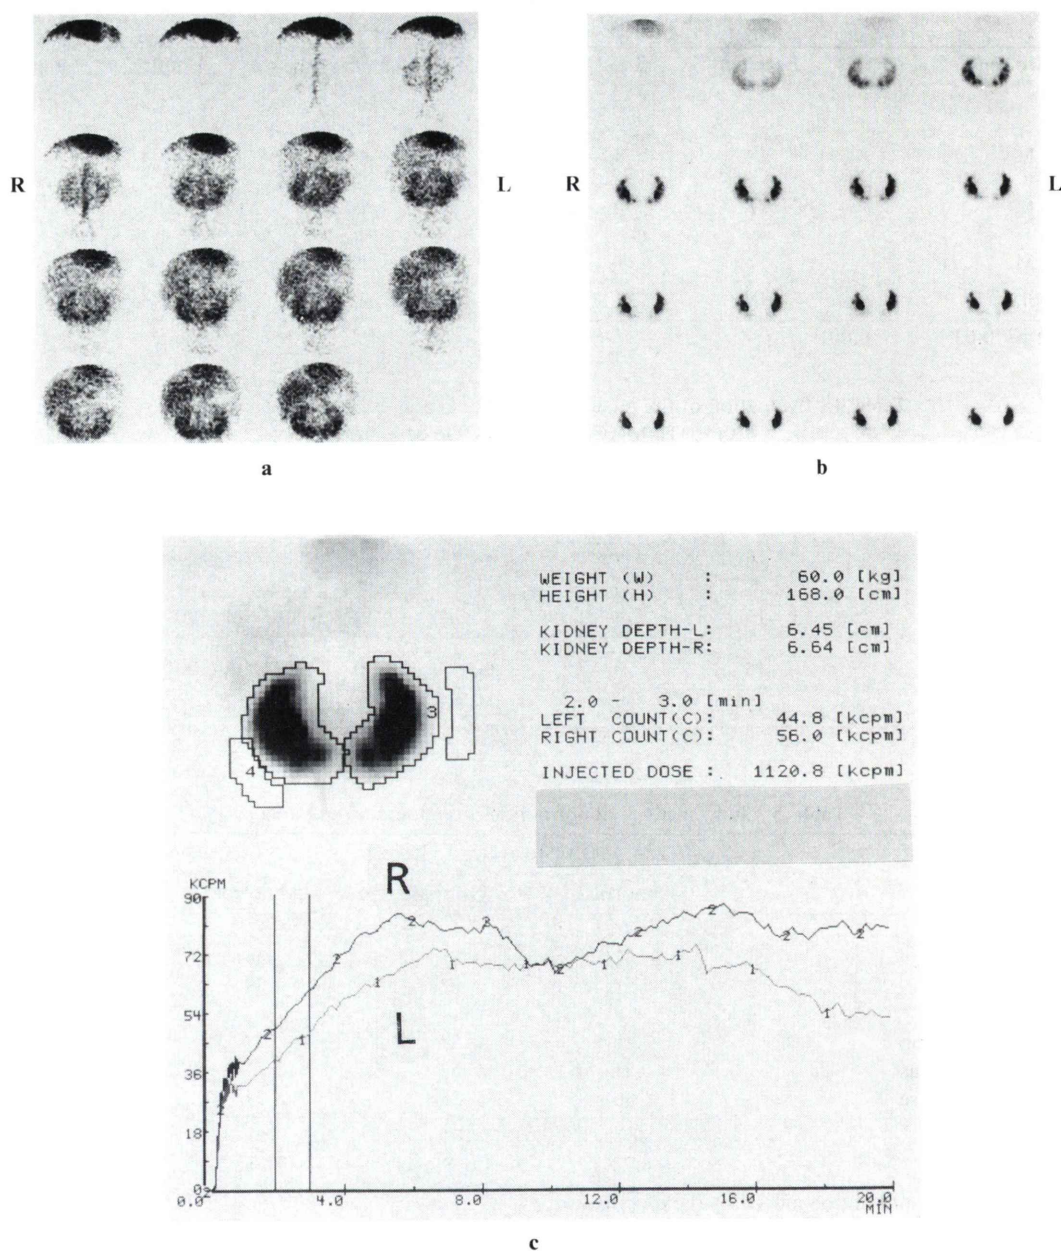 R
L
a
R
L
b
WEIGHT (W) : 60.0 [kg]
HEIGHT (H) : 168.0 [cm]
KIDNEY DEPTH-L: 6.45 [cm]
KIDNEY DEPTH-R: 6.64 [cm]
2.0 - 3.0 [min]
LEFT COUNT(C): 44.8 [kcpm]
RIGHT COUNT(C): 56.0 [kcpm]
INJECTED DOSE : 1120.8 [kcpm]
3
4
KCPM
R
L
90
72
54
36
18
0.0
4.0
8.0
12.0
16.0
20.0
MIN
c